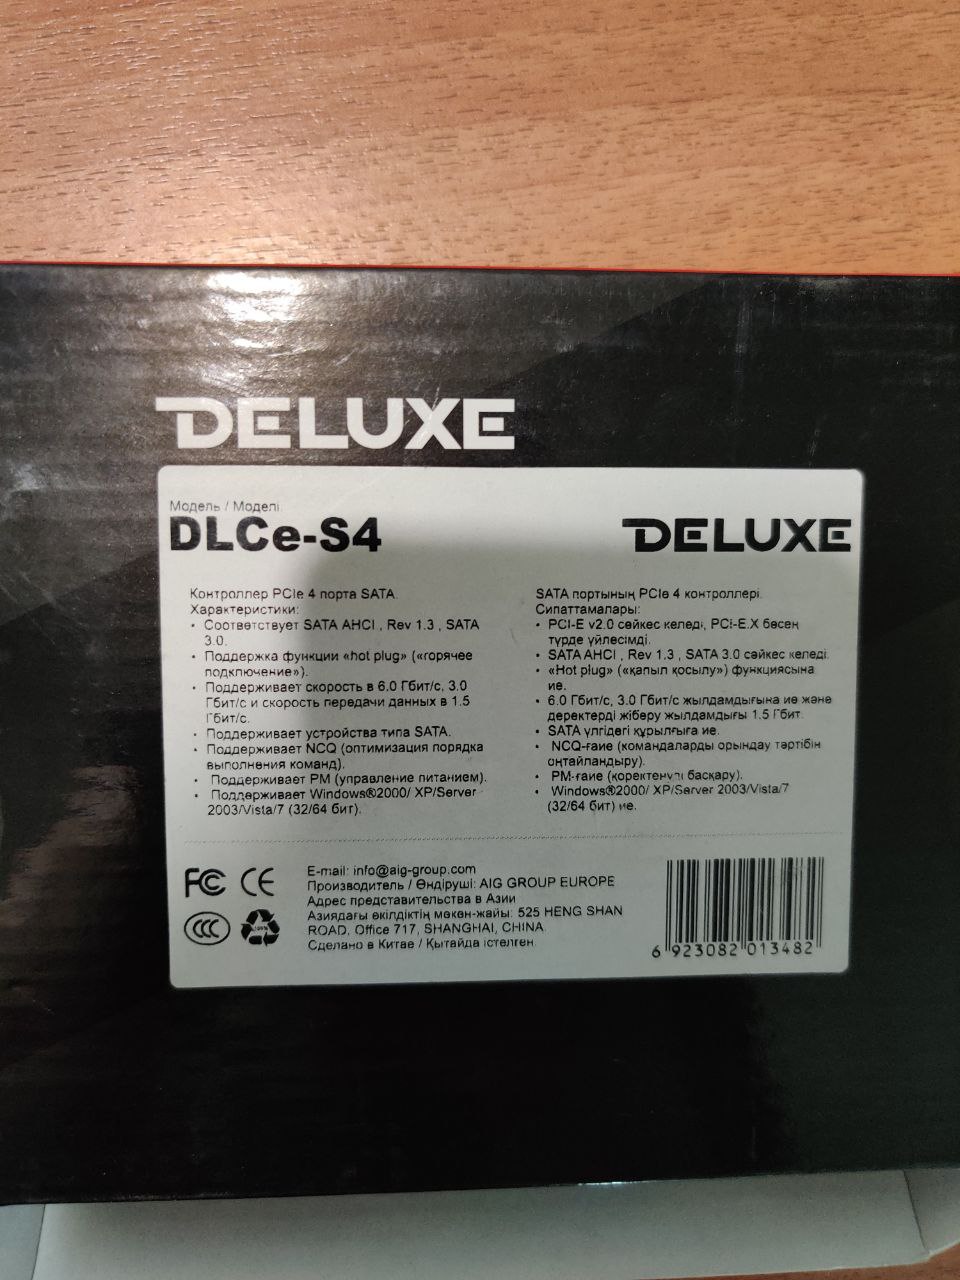 DELUXE
Модель / Моделі
DLCe-S4
DELUXE
Контроллер PCIe 4 порта SATA.
Характеристики:
• Соответствует SATA AHCI , Rev 1.3 , SATA
3.0.
• Поддержка функции «hot plug» («горячее
подключение»).
• Поддерживает скорость в 6.0 Гбит/с, 3.0
Гбит/с и скорость передачи данных в 1.5
Гбит/с.
• Поддерживает устройства типа SATA.
• Поддерживает NCQ (оптимизация порядка
выполнения команд).
• Поддерживает PM (управление питанием).
• Поддерживает Windows®2000/ XP/Server
2003/Vista/7 (32/64 бит).
SATA портының PCIe 4 контроллері.
Сипаттамалары:
• PCI-E v2.0 сәйкес келеді, PCI-E.X бәсең
түрде үйлесімді.
• SATA AHCI , Rev 1.3 , SATA 3.0 сәйкес келеді.
• «Hot plug» («қапыл қосылу») функциясына
ие.
• 6.0 Гбит/с, 3.0 Гбит/с жылдамдығына ие және
деректерді жіберу жылдамдығы 1.5 Гбит.
• SATA үлгідегі құрылғыға ие.
• NCQ-ғаие (командаларды орындау тәртібін
оңтайландыру).
• PM-ғаие басқару).
• Windows®2000/ XP/Server 2003/Vista/7
(32/64 бит) ие.
FC CE
CCC 100%
E-mail: info@aig-group.com
Производитель / Өндіруші: AIG GROUP EUROPE
Адрес представительства в Азии
Азиядағы өкілдіктің мекен-жайы: 525 HENG SHAN
ROAD, Office 717, SHANGHAI, CHINA.
Сделано в Китае / Қытайда істелген
6 923082 013482